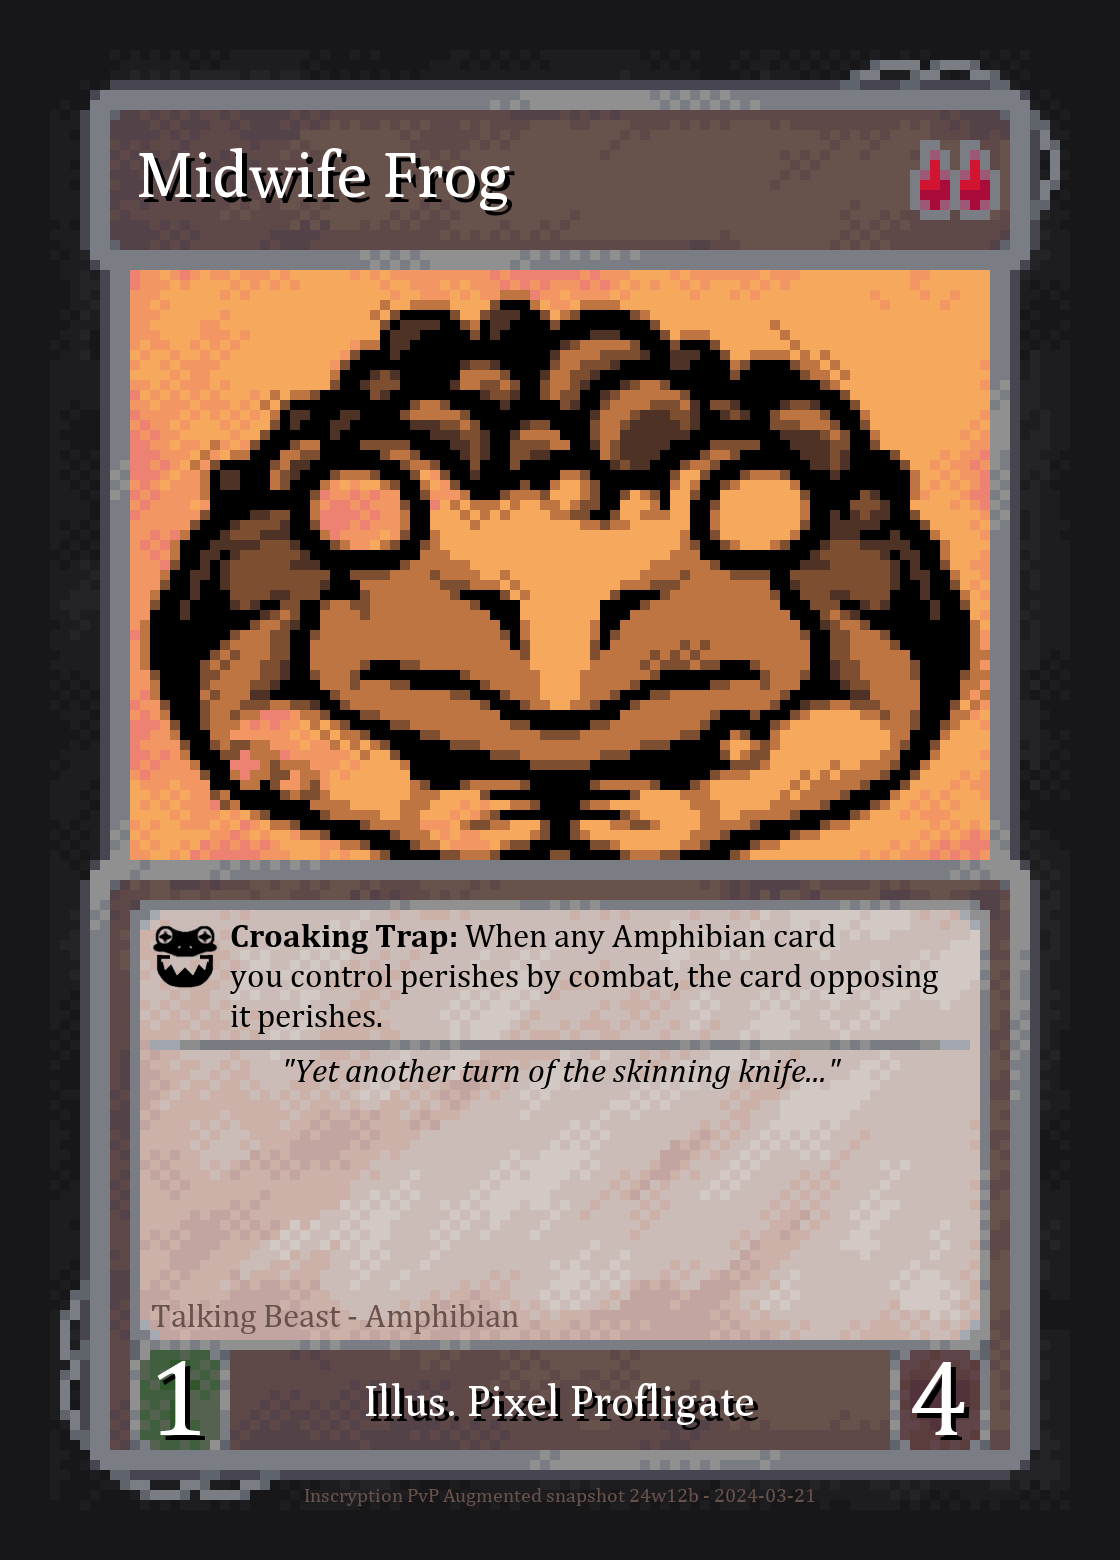 Midwife Frog
Croaking Trap: When any Amphibian card
you control perishes by combat, the card opposing
it perishes.
"Yet another turn of the skinning knife..."
Talking Beast - Amphibian
1
Illus. Pixel Profligate
4
Inscryption PvP Augmented snapshot 24w12b - 2024-03-21